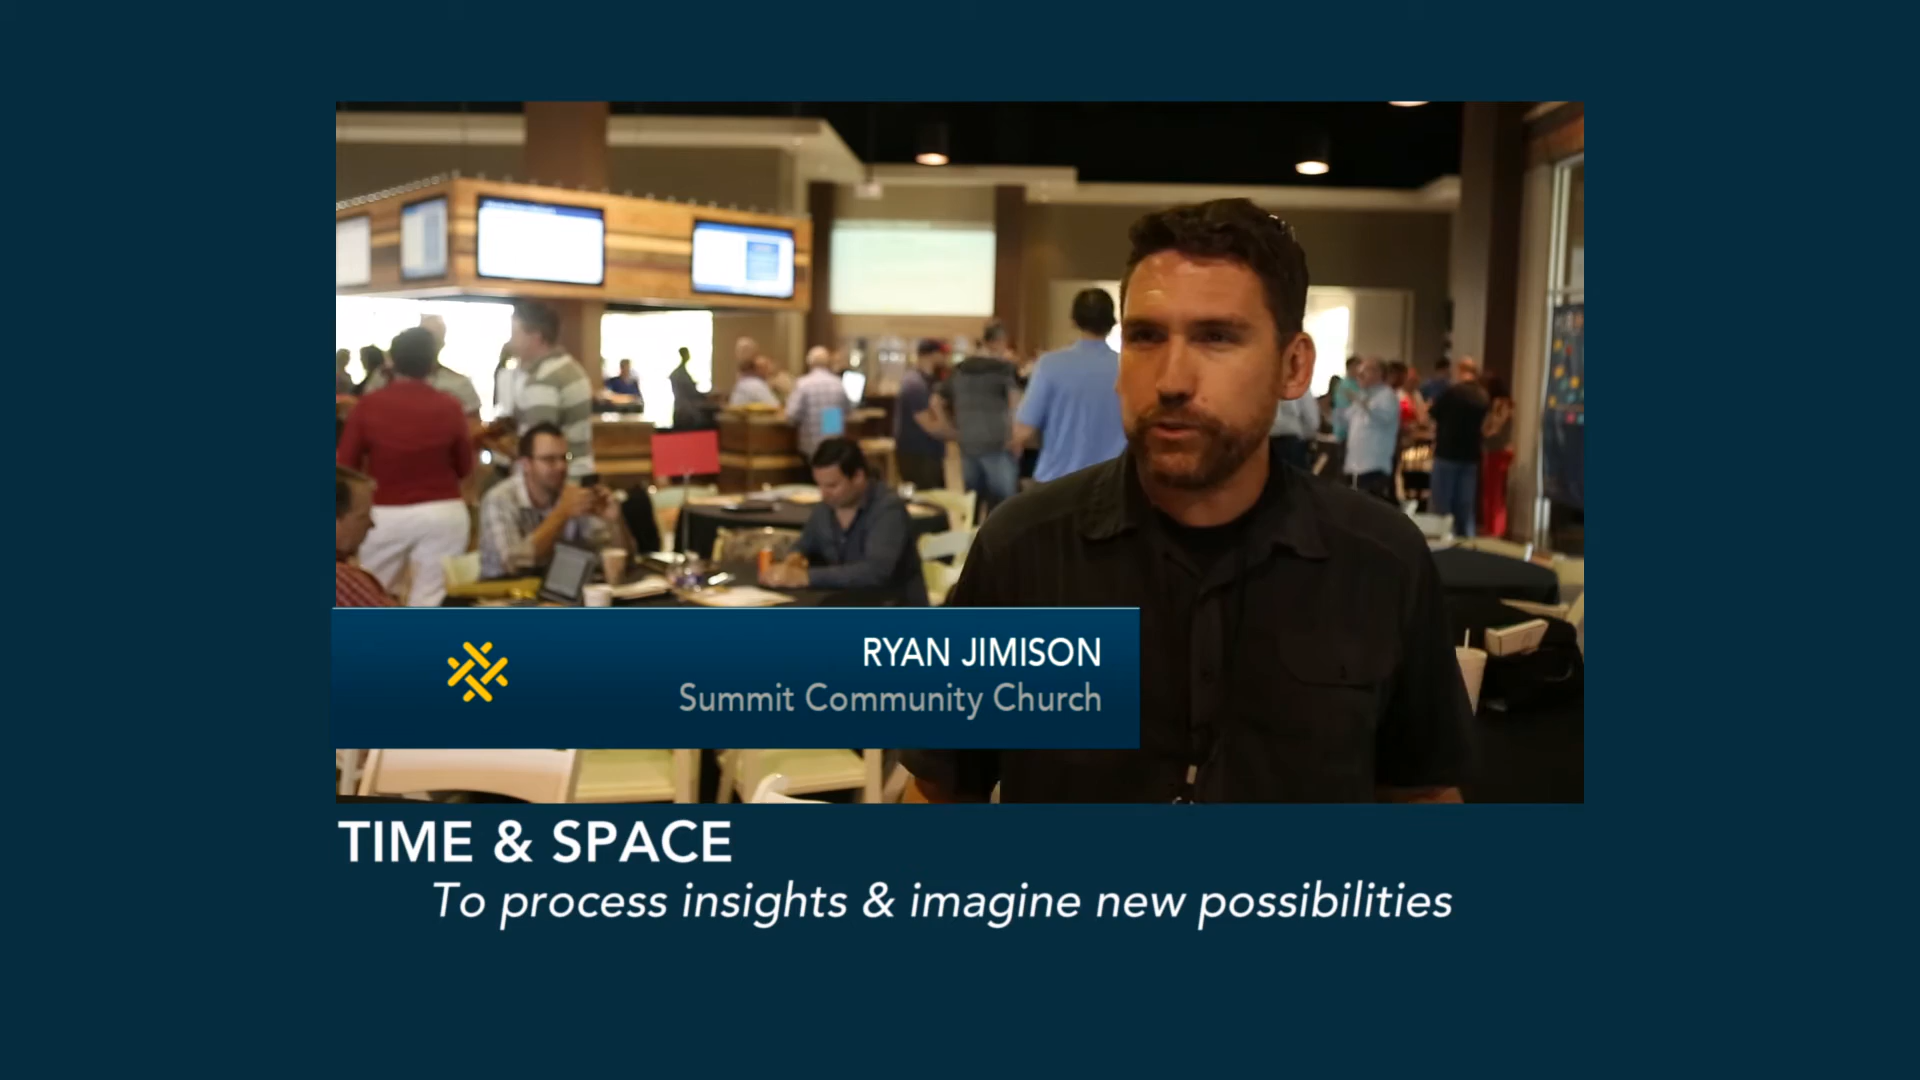 RYAN JIMISON
Summit Community Church
TIME & SPACE
To process insights & imagine new possibilities